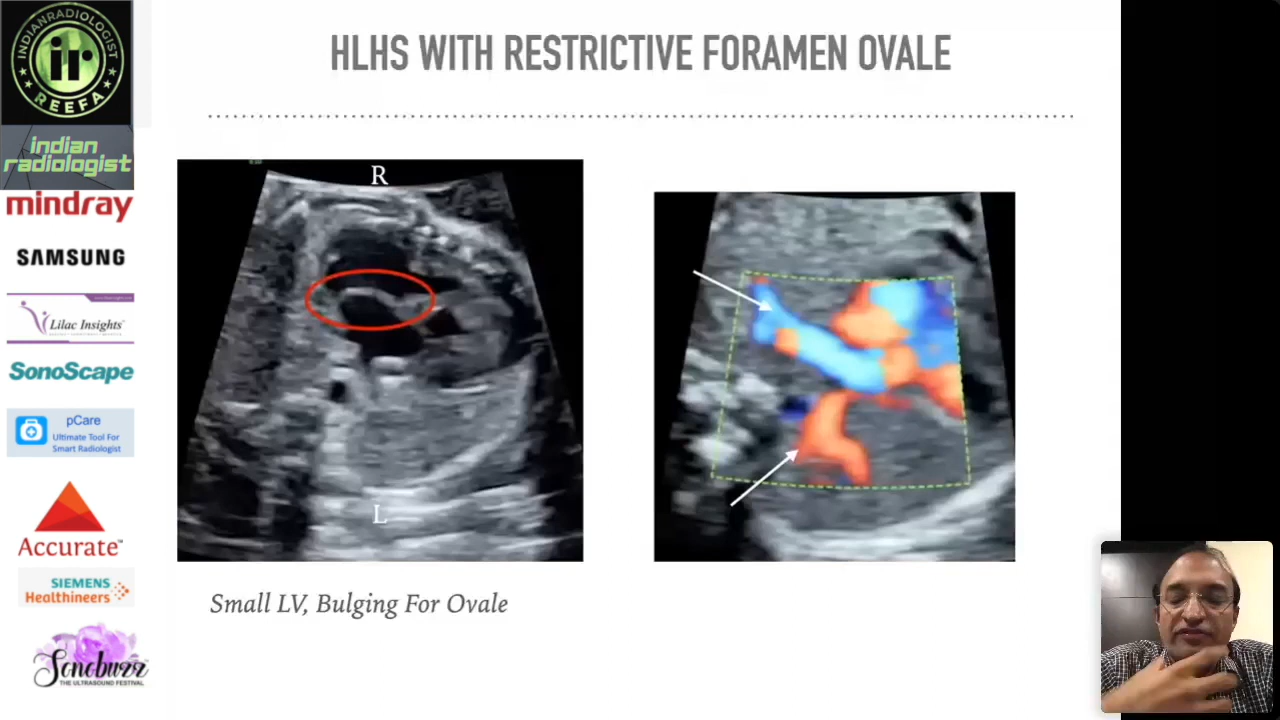 HLHS WITH RESTRICTIVE FORAMEN OVALE
INDIANRADIOLOGIST
ir
REEFA
indian
radiologist
mindray
SAMSUNG
Lilac Insights
SonoScape
pCare
Ultimate Tool For
Smart Radiologist
Accurate™
SIEMENS
Healthineers
Sonobuzz
THE ULTRASOUND FESTIVAL
R
L
Small LV, Bulging For Ovale